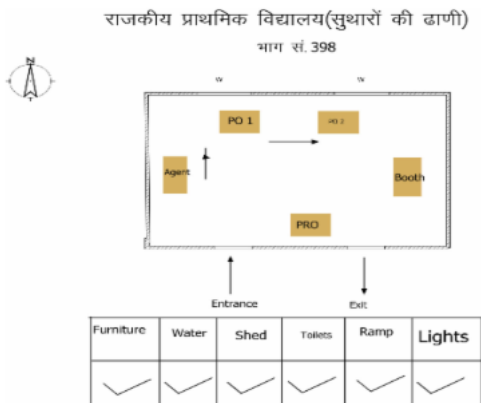 राजकीय प्राथमिक विद्यालय(सुथारों की ढाणी)
भाग सं. 398
N
W W
PO 1 PO 2
Agent Booth
PRO
Entrance Exit
Furniture Water Shed Toilets Ramp Lights